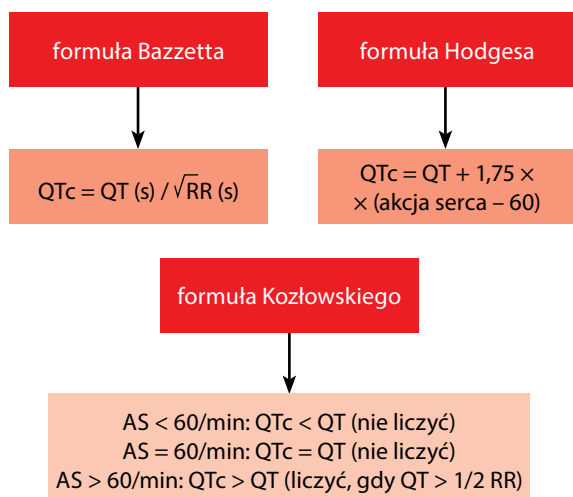 formuła Bazzetta
formuła Hodgesa
QTc = QT (s) / √RR (s)
QTc = QT + 1,75 ×
× (akcja serca – 60)
formuła Kozłowskiego
AS < 60/min: QTc < QT (nie liczyć)
AS = 60/min: QTc = QT (nie liczyć)
AS > 60/min: QTc > QT (liczyć, gdy QT > 1/2 RR)